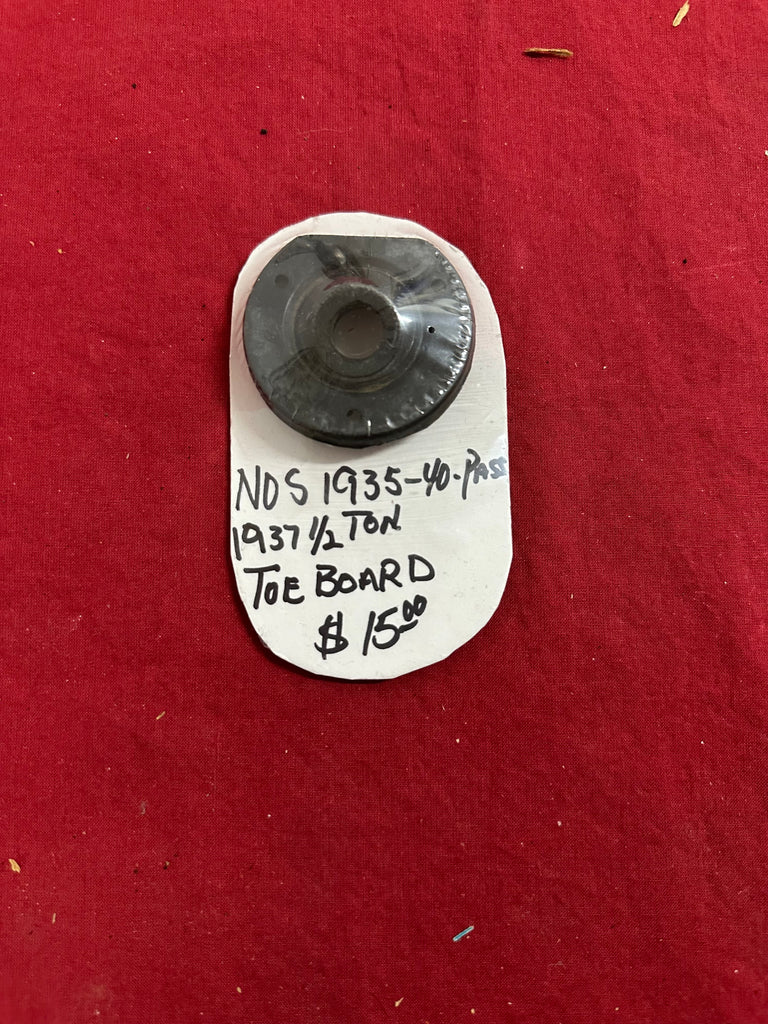 NOS 1935-40-PASS
1937 1/2 TON
TOE BOARD
$15.00